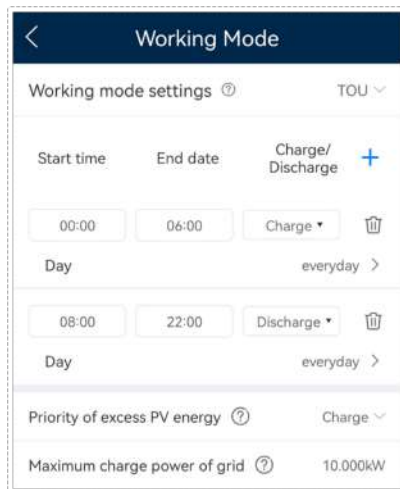 Working Mode
Working mode settings TOU
Start time End date Charge/
Discharge +
00:00 06:00 Charge
Day everyday
08:00 22:00 Discharge
Day everyday
Priority of excess PV energy ? Charge
Maximum charge power of grid ? 10.000kW